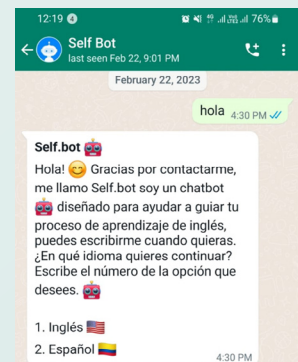 12:19
76%
Self Bot
last seen Feb 22, 9:01 PM
February 22, 2023
hola 4:30 PM
Self.bot 🤖
Hola! 😊 Gracias por contactarme,
me llamo Self.bot soy un chatbot
🤖 diseñado para ayudar a guiar tu
proceso de aprendizaje de inglés,
puedes escribirme cuando quieras.
¿En qué idioma quieres continuar?
Escribe el número de la opción que
desees. 🤖
1. Inglés 🇺🇸
2. Español 🇨🇴
4:30 PM